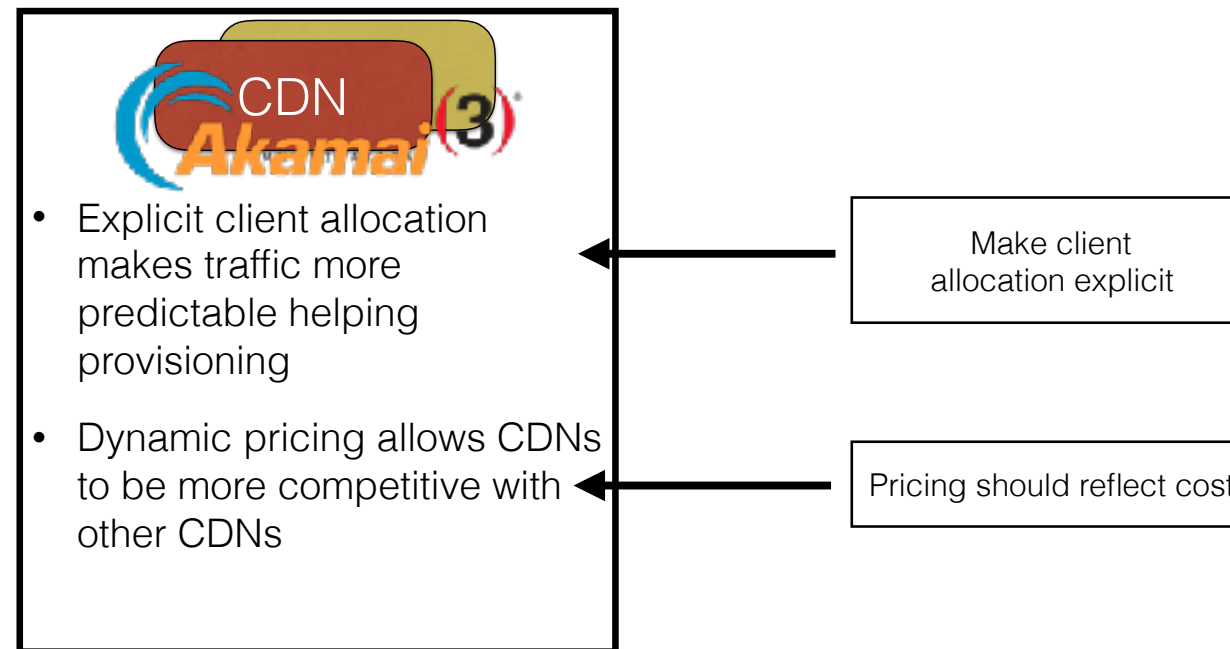 CDN
Akamai
(3)
• Explicit client allocation
makes traffic more
predictable helping
provisioning
• Dynamic pricing allows CDNs
to be more competitive with
other CDNs
Make client
allocation explicit
Pricing should reflect cost